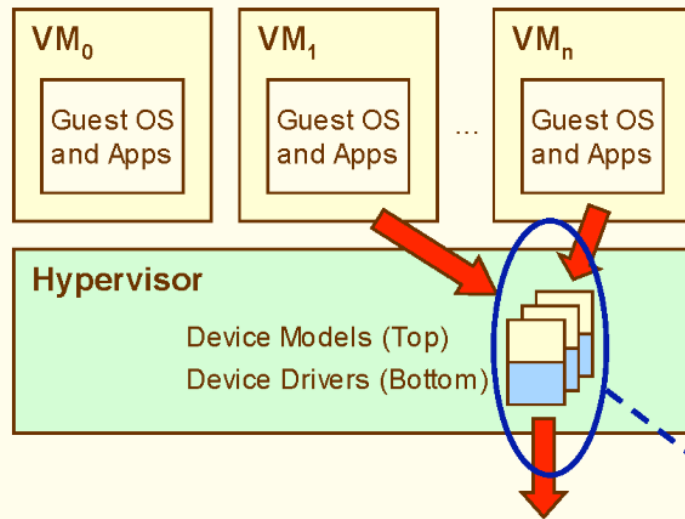 VM0
VM1
VMn
Guest OS
and Apps
Guest OS
and Apps
...
Guest OS
and Apps
Hypervisor
Device Models (Top)
Device Drivers (Bottom)